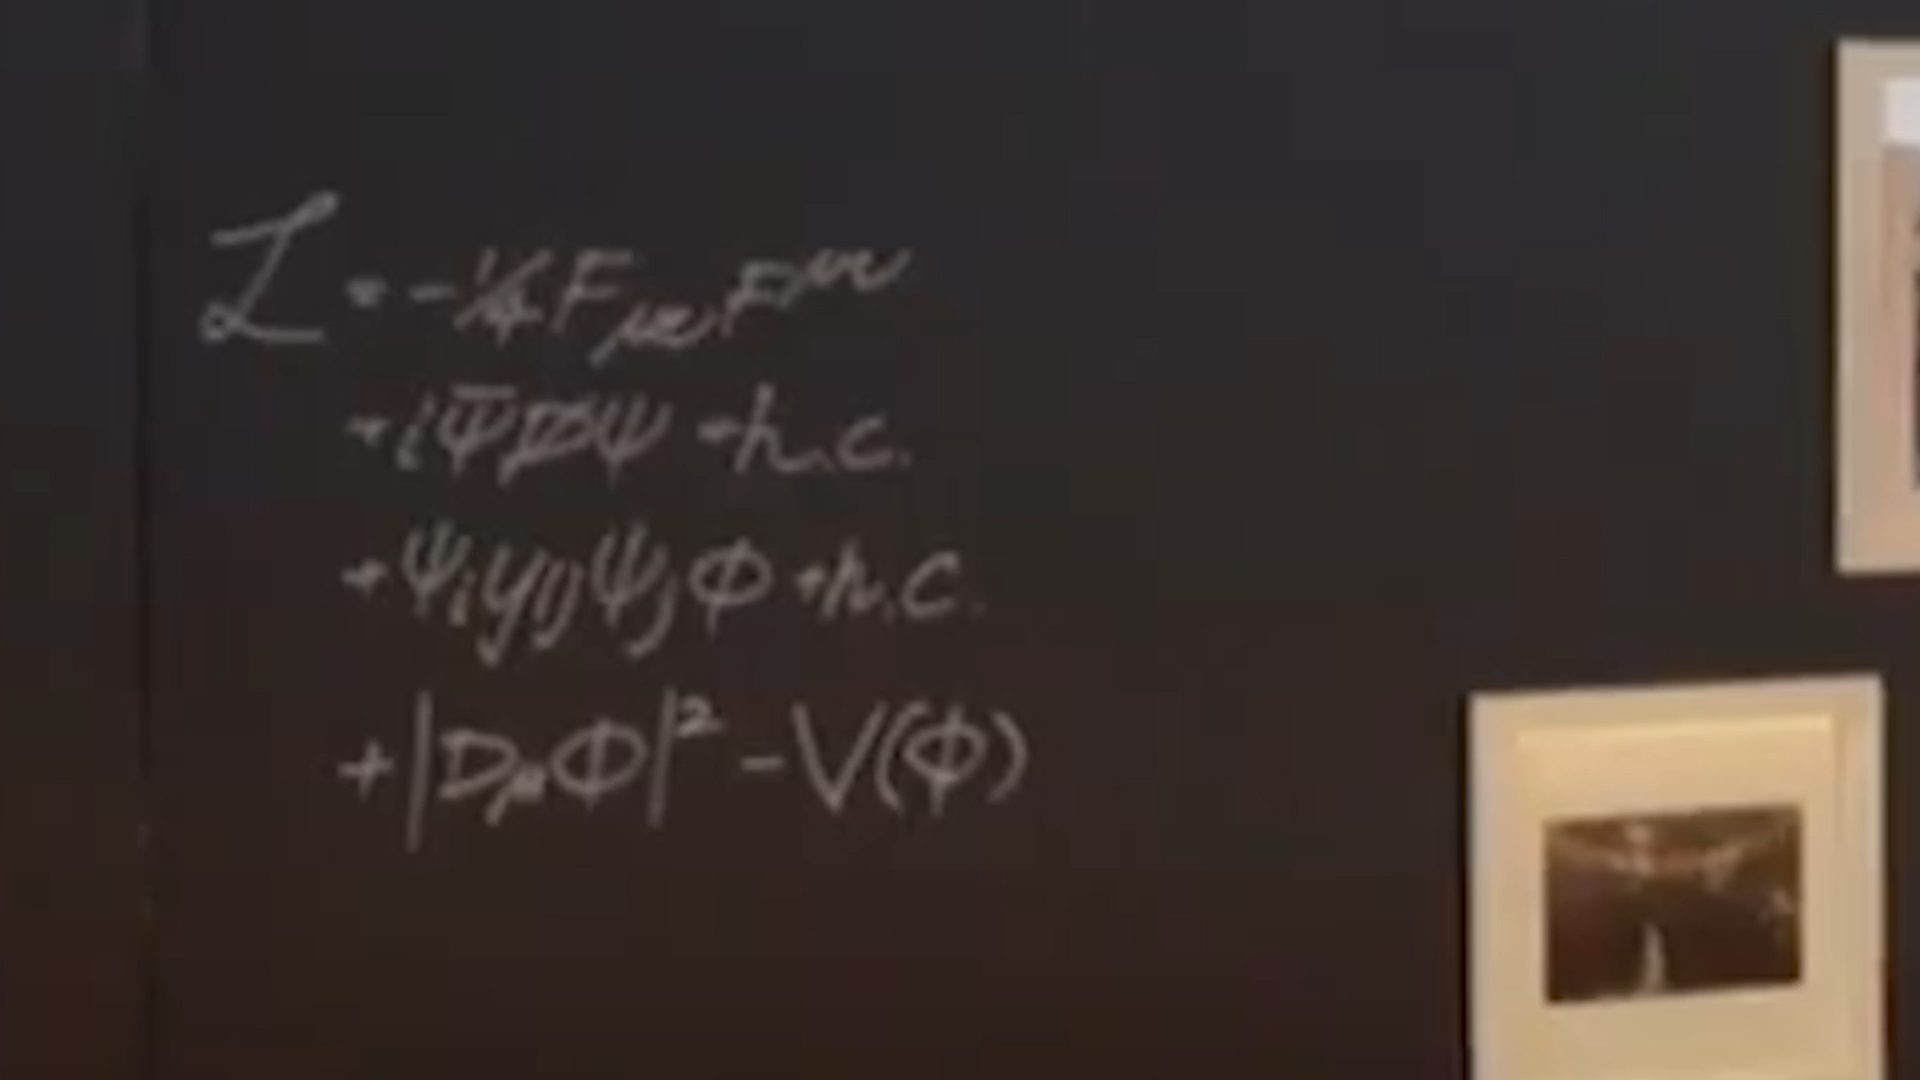 ℒ = -1/4 F_μν F^μν
+ iΨ̄D̸Ψ + h.c.
+ Ψ_i y_ij Ψ_j Φ + h.c.
+ |D_μ Φ|² - V(Φ)